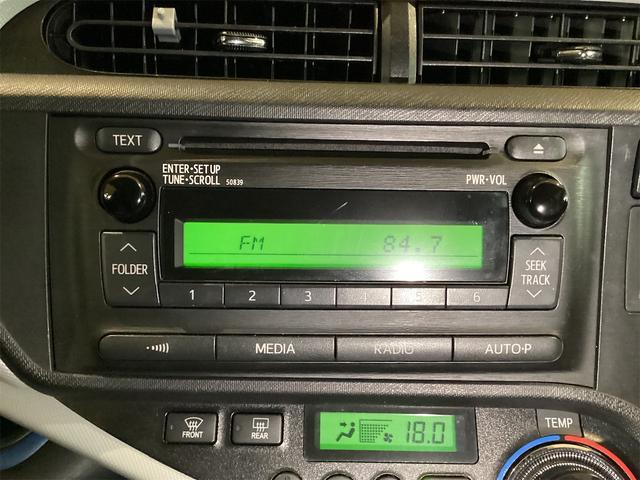 TEXT
ENTER•SETUP
TUNE•SCROLL 50839
PWR•VOL
FM 84.7
FOLDER
SEEK
TRACK
1 2 3 4 5 6
MEDIA RADIO AUTO•P
FRONT
REAR
18.0
TEMP